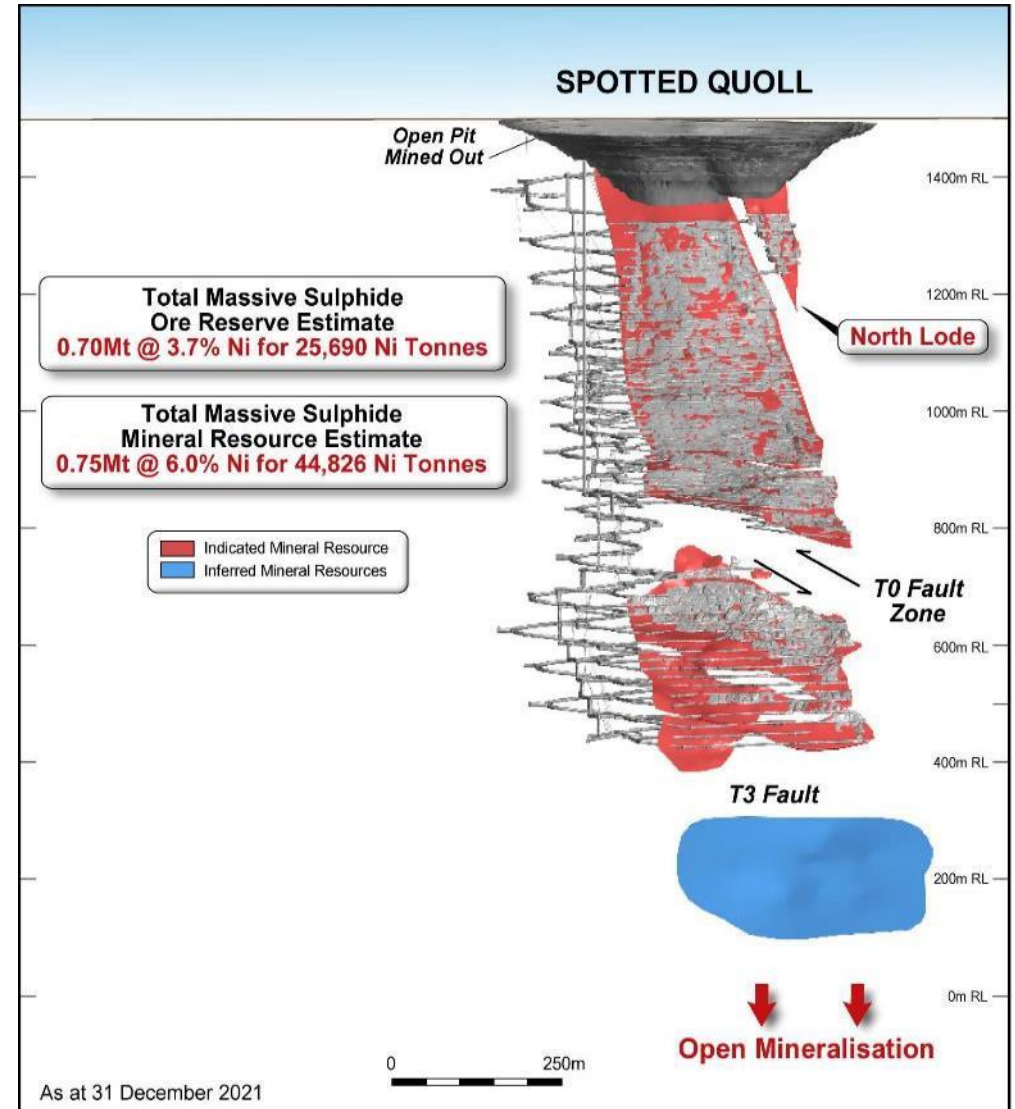 SPOTTED QUOLL
Open Pit
Mined Out
1400m RL
Total Massive Sulphide
Ore Reserve Estimate
0.70Mt @ 3.7% Ni for 25,690 Ni Tonnes
1200m RL
North Lode
Total Massive Sulphide
Mineral Resource Estimate
0.75Mt @ 6.0% Ni for 44,826 Ni Tonnes
1000m RL
Indicated Mineral Resource
Inferred Mineral Resources
800m RL
T0 Fault
Zone
600m RL
400m RL
T3 Fault
200m RL
0m RL
Open Mineralisation
0 250m
As at 31 December 2021